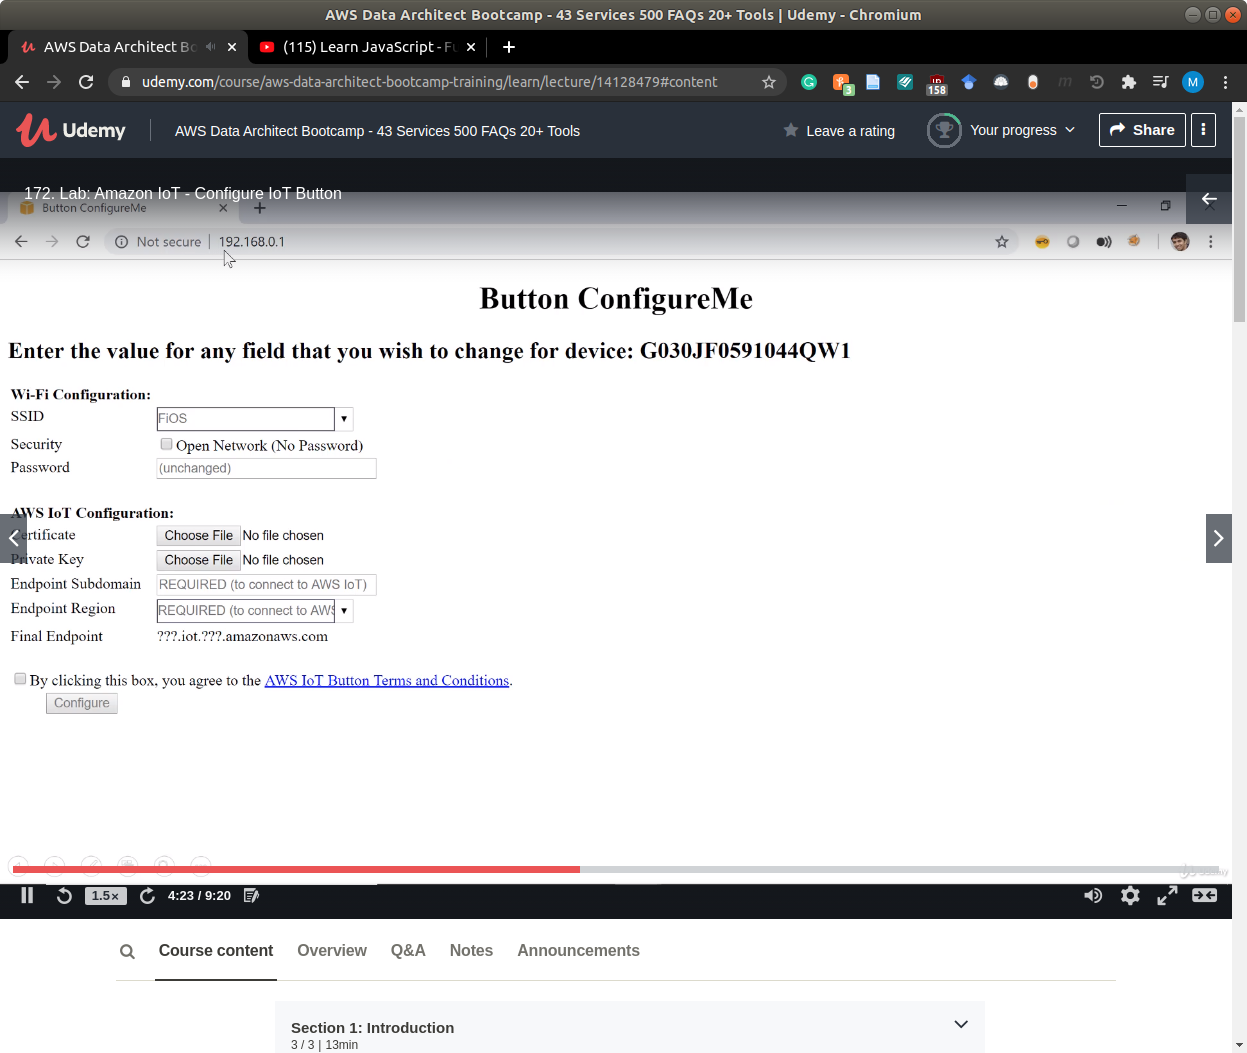 AWS Data Architect Bootcamp - 43 Services 500 FAQs 20+ Tools | Udemy - Chromium
AWS Data Architect Bo
(115) Learn JavaScript - Fu
udemy.com/course/aws-data-architect-bootcamp-training/learn/lecture/14128479#content
3
158
M
Udemy
AWS Data Architect Bootcamp - 43 Services 500 FAQs 20+ Tools
Leave a rating
Your progress
Share
172. Lab: Amazon IoT - Configure IoT Button
Button ConfigureMe
Not secure
192.168.0.1
Button ConfigureMe
Enter the value for any field that you wish to change for device: G030JF0591044QW1
Wi-Fi Configuration:
SSID
FiOS
Security
Open Network (No Password)
Password
(unchanged)
AWS IoT Configuration:
Certificate
Choose File No file chosen
Private Key
Choose File No file chosen
Endpoint Subdomain
REQUIRED (to connect to AWS IoT)
Endpoint Region
REQUIRED (to connect to AWS
Final Endpoint
???.iot.???.amazonaws.com
By clicking this box, you agree to the AWS IoT Button Terms and Conditions.
Configure
1.5×
4:23 / 9:20
Course content
Overview
Q&A
Notes
Announcements
Section 1: Introduction
3 / 3 | 13min